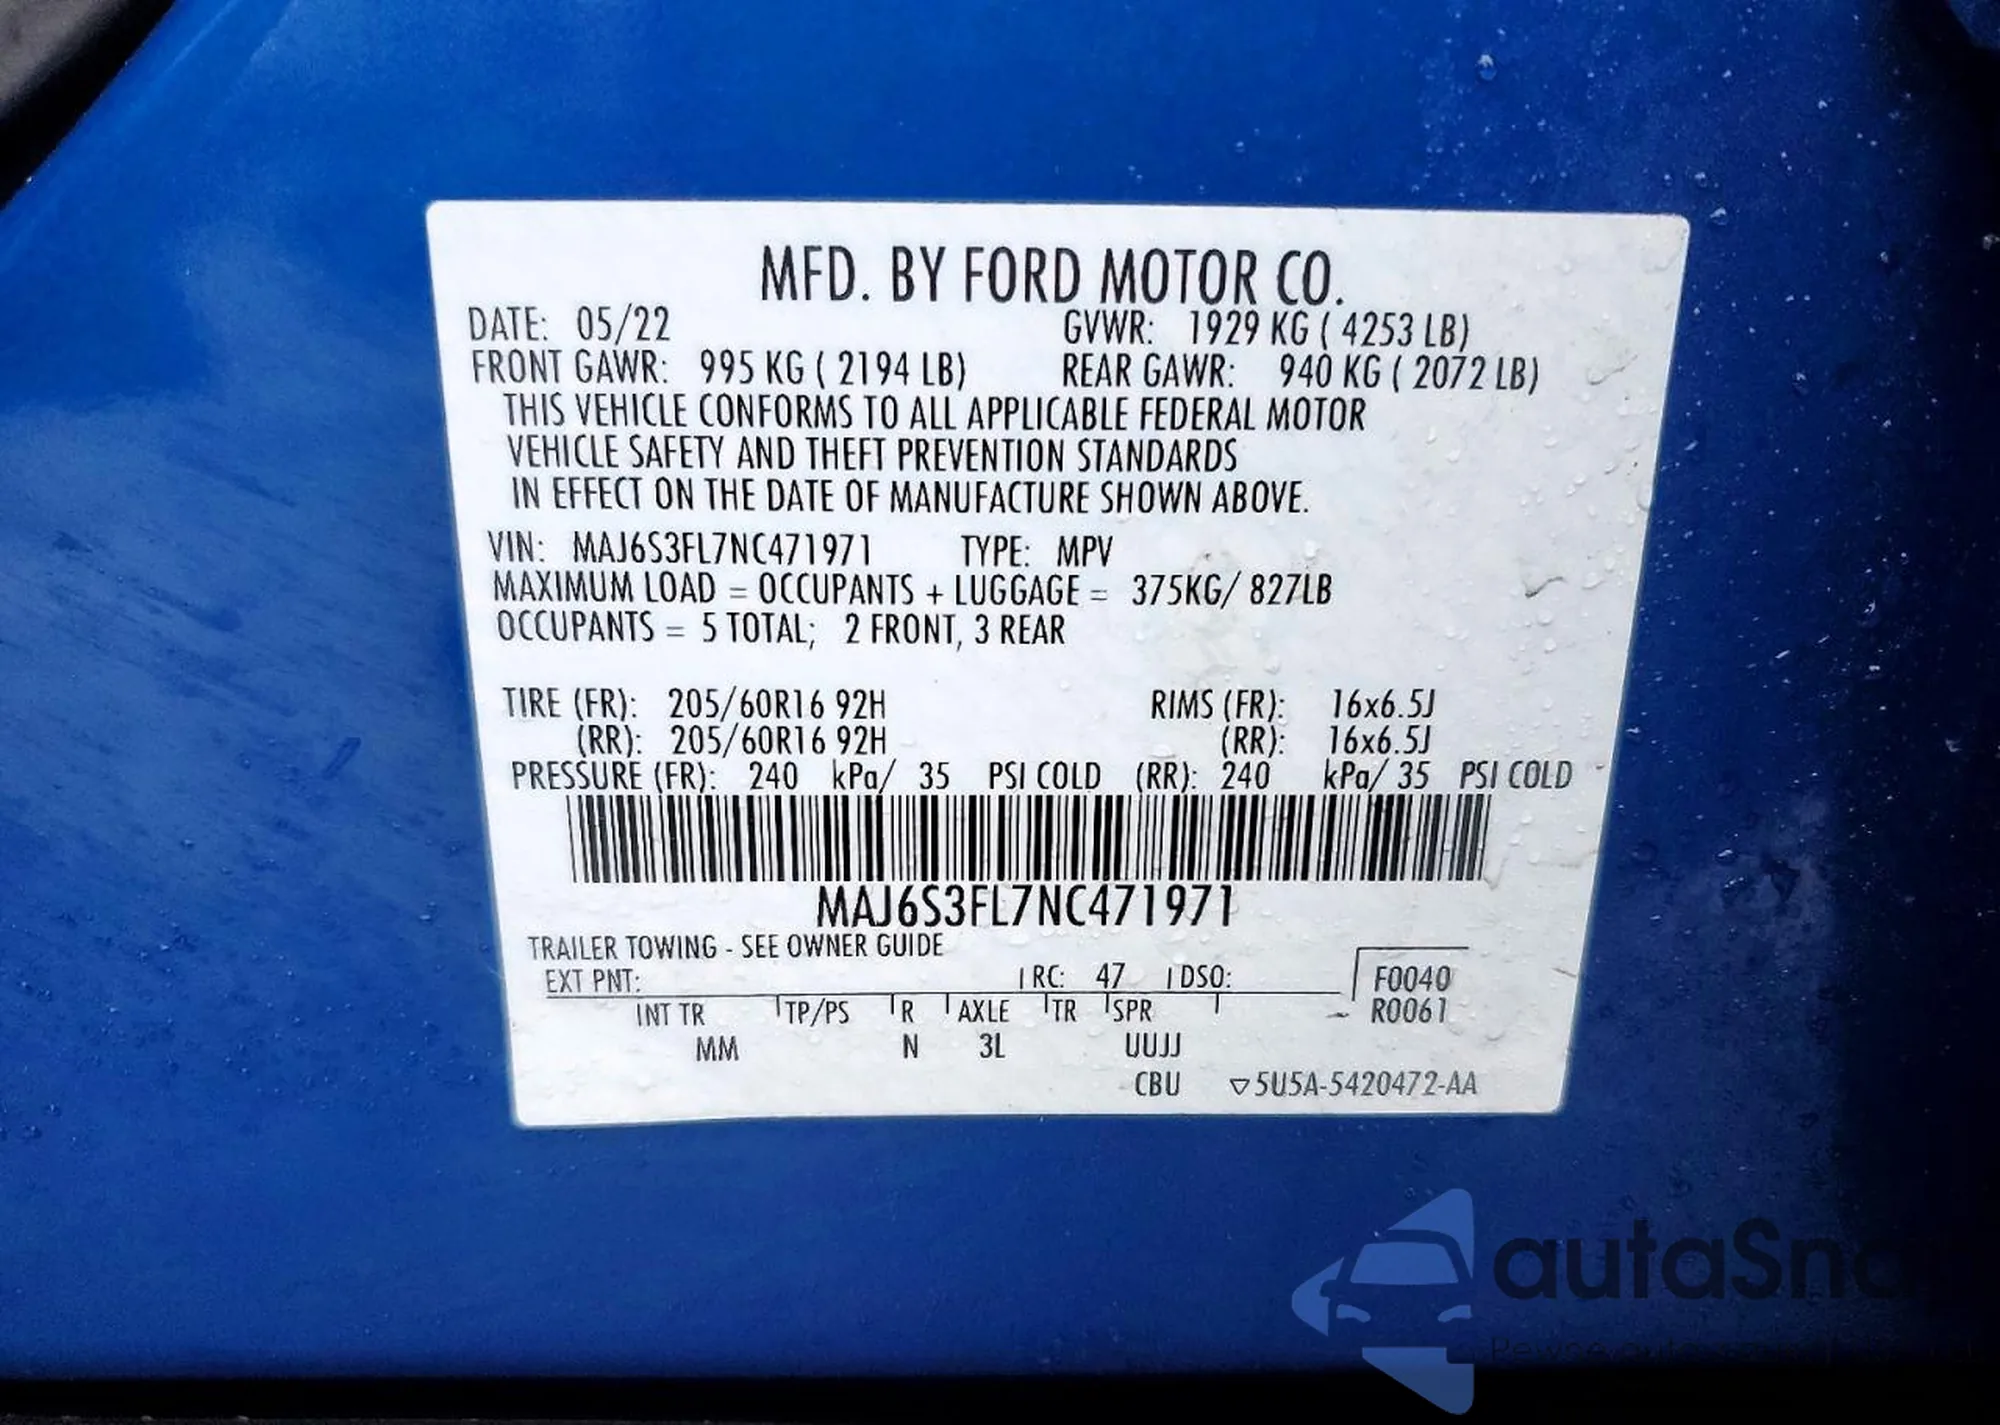 MFD. BY FORD MOTOR CO.
DATE: 05/22 GVWR: 1929 KG ( 4253 LB)
FRONT GAWR: 995 KG ( 2194 LB) REAR GAWR: 940 KG ( 2072 LB)
THIS VEHICLE CONFORMS TO ALL APPLICABLE FEDERAL MOTOR
VEHICLE SAFETY AND THEFT PREVENTION STANDARDS
IN EFFECT ON THE DATE OF MANUFACTURE SHOWN ABOVE.
VIN: MAJ6S3FL7NC471971 TYPE: MPV
MAXIMUM LOAD = OCCUPANTS + LUGGAGE = 375KG/ 827LB
OCCUPANTS = 5 TOTAL; 2 FRONT, 3 REAR
TIRE (FR): 205/60R16 92H RIMS (FR): 16x6.5J
(RR): 205/60R16 92H (RR): 16x6.5J
PRESSURE (FR): 240 kPa/ 35 PSI COLD (RR): 240 kPa/ 35 PSI COLD
MAJ6S3FL7NC471971
TRAILER TOWING - SEE OWNER GUIDE
EXT PNT: RC: 47 DSO: F0040
INT TR TP/PS R AXLE TR SPR R0061
MM N 3L UUJJ
CBU ▽5U5A-5420472-AA
autaSna